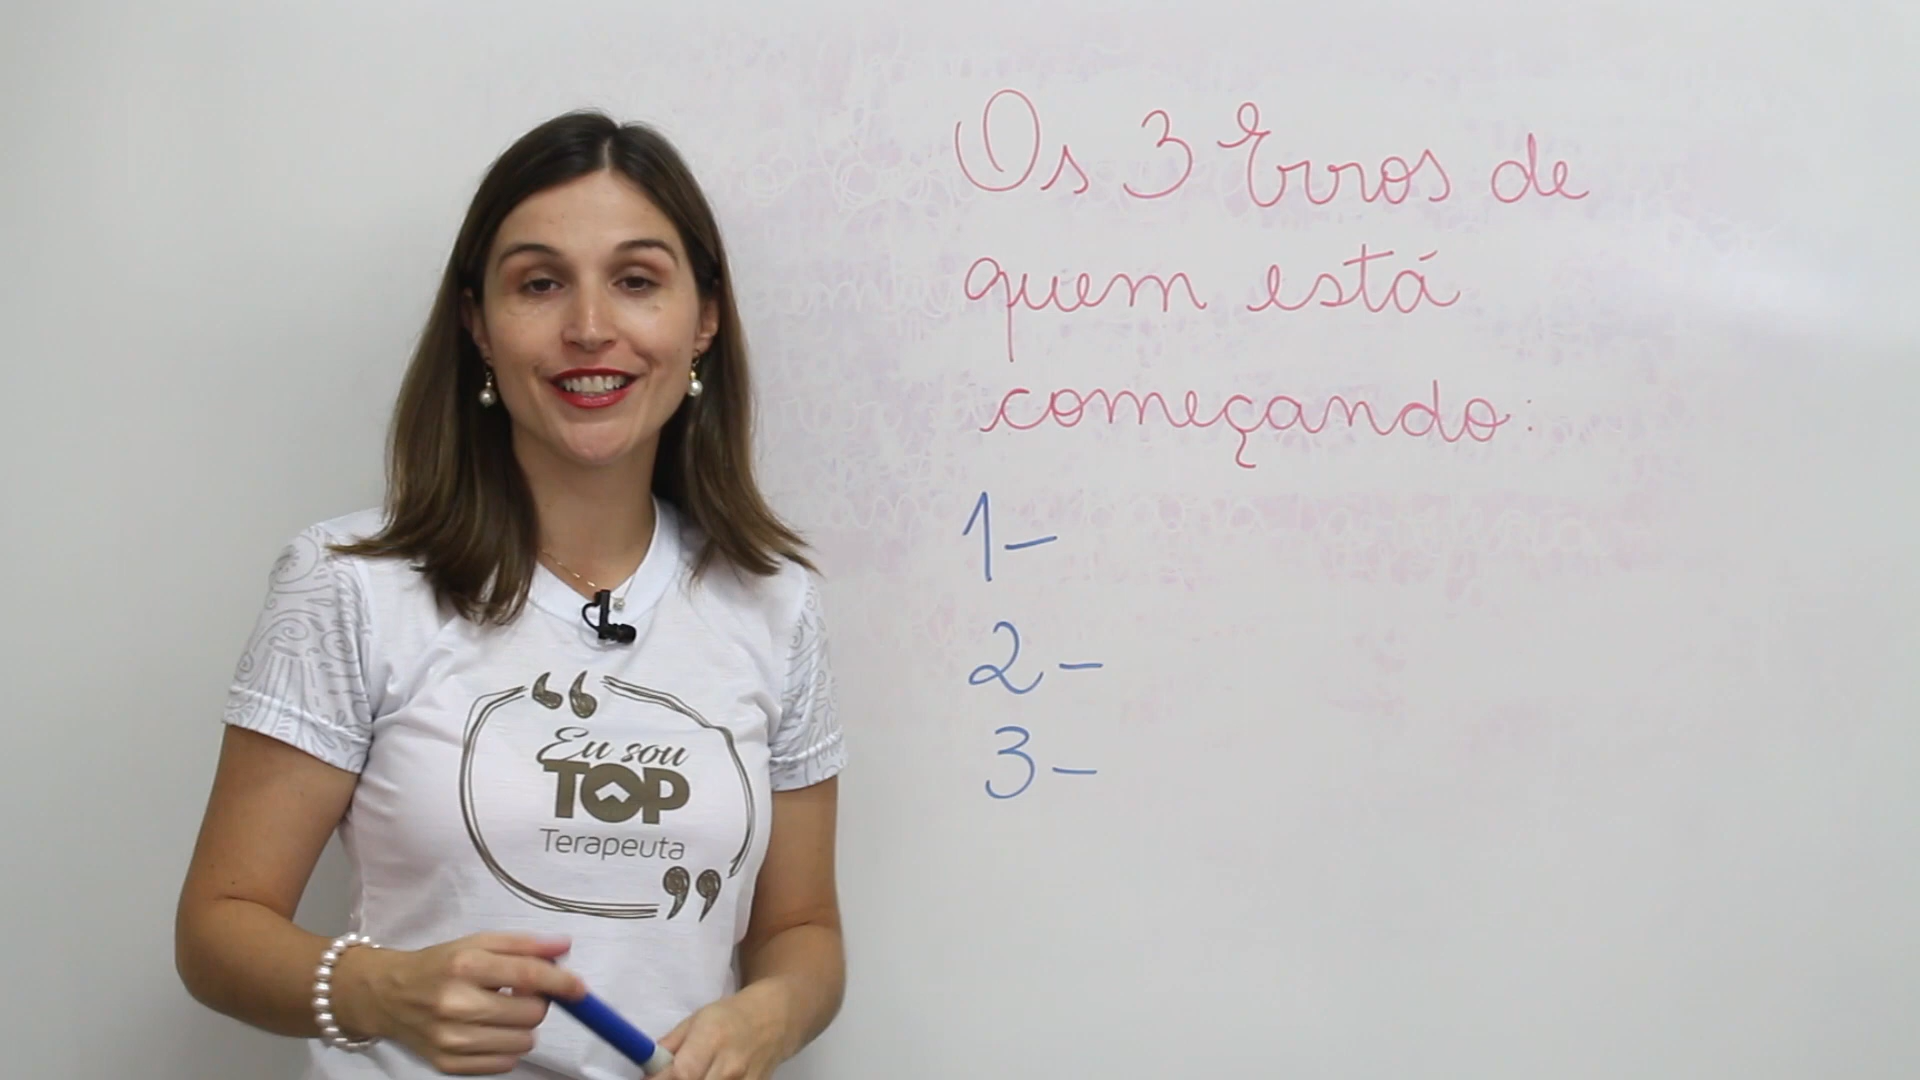 Os 3 Erros de
quem está
começando:
1-
2-
3-
“
Eu sou
TOP
Terapeuta
”